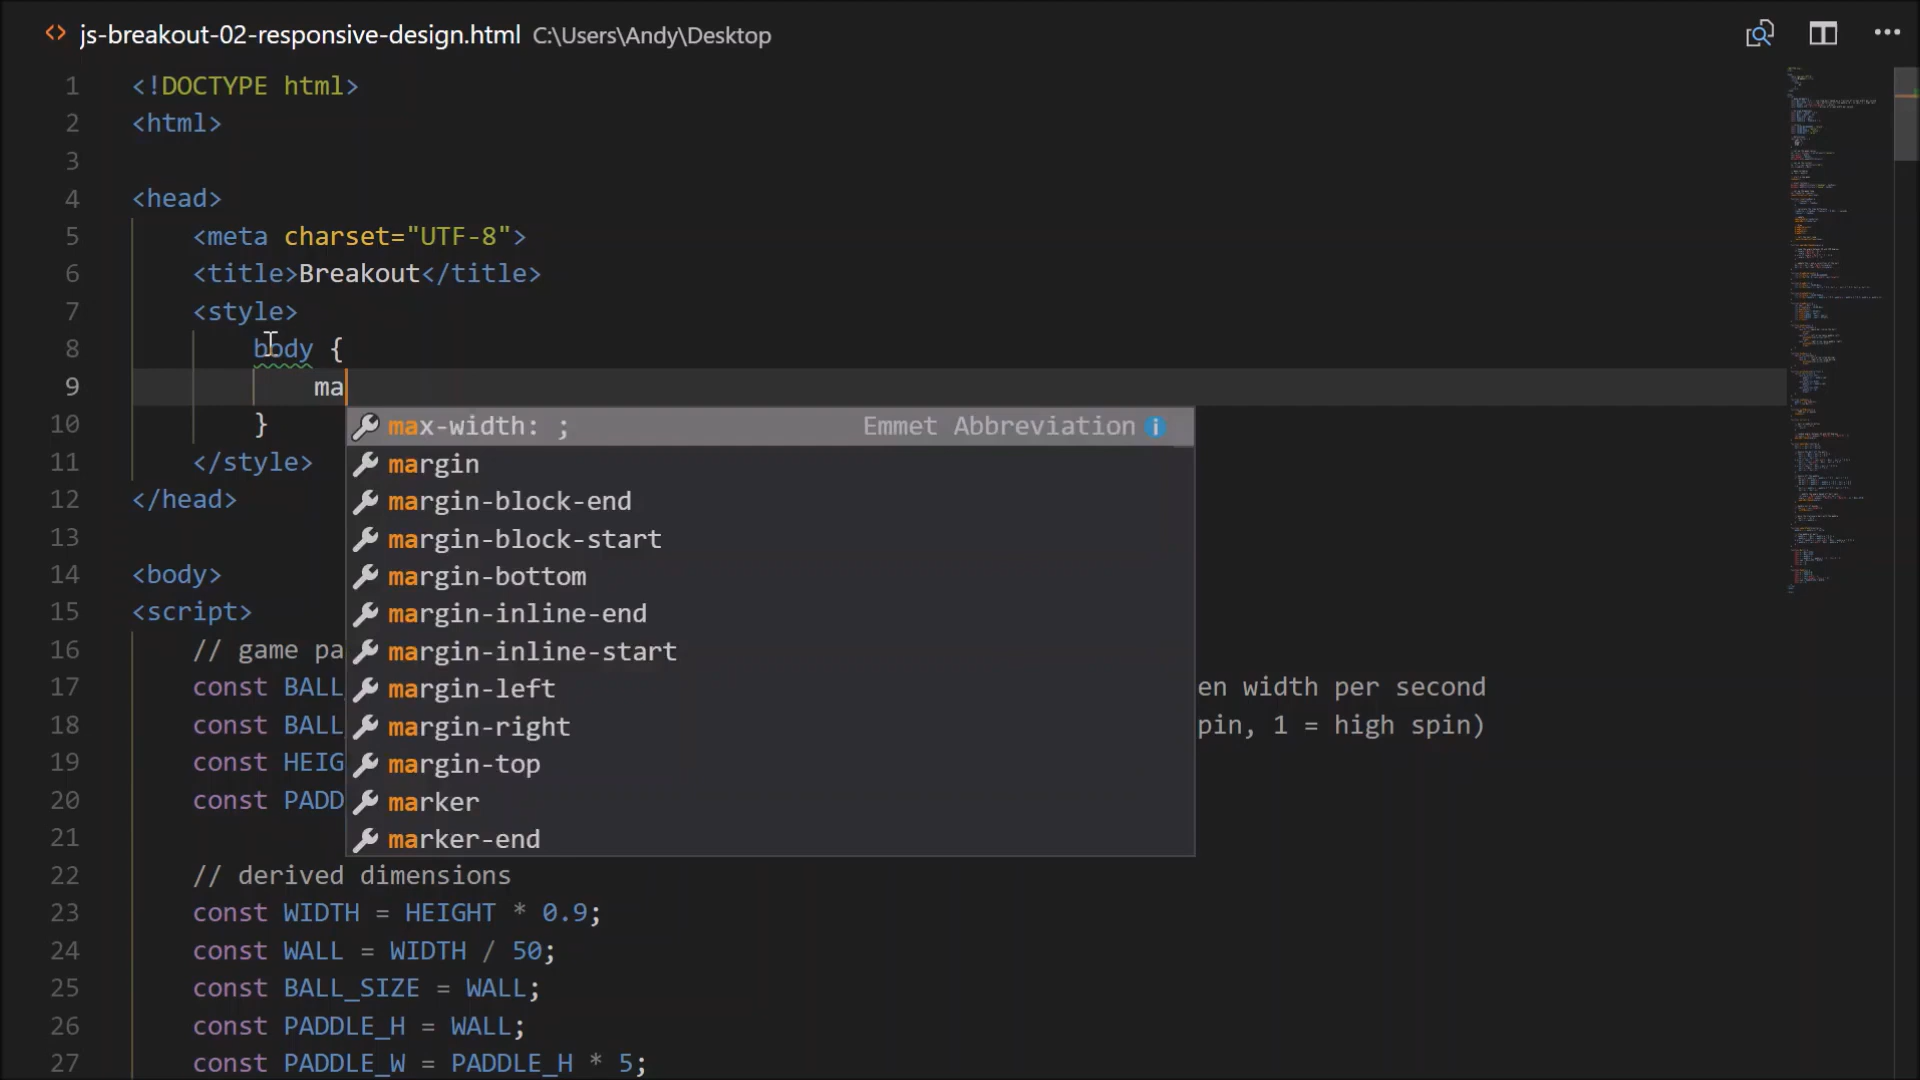 js-breakout-02-responsive-design.html C:\Users\Andy\Desktop
1 <!DOCTYPE html>
2 <html>
3
4 <head>
5 <meta charset="UTF-8">
6 <title>Breakout</title>
7 <style>
8 body {
9 ma
10 } max-width: ; Emmet Abbreviation
margin
11 </style>
margin-block-end
12 </head>
margin-block-start
13
14 <body> margin-bottom
15 <script> margin-inline-end
16 // game pa margin-inline-start
17 const BALL margin-left en width per second
18 const BALL margin-right pin, 1 = high spin)
19 const HEIG margin-top
20 const PADD marker
21 marker-end
22 // derived dimensions
23 const WIDTH = HEIGHT * 0.9;
24 const WALL = WIDTH / 50;
25 const BALL_SIZE = WALL;
26 const PADDLE_H = WALL;
27 const PADDLE_W = PADDLE_H * 5;